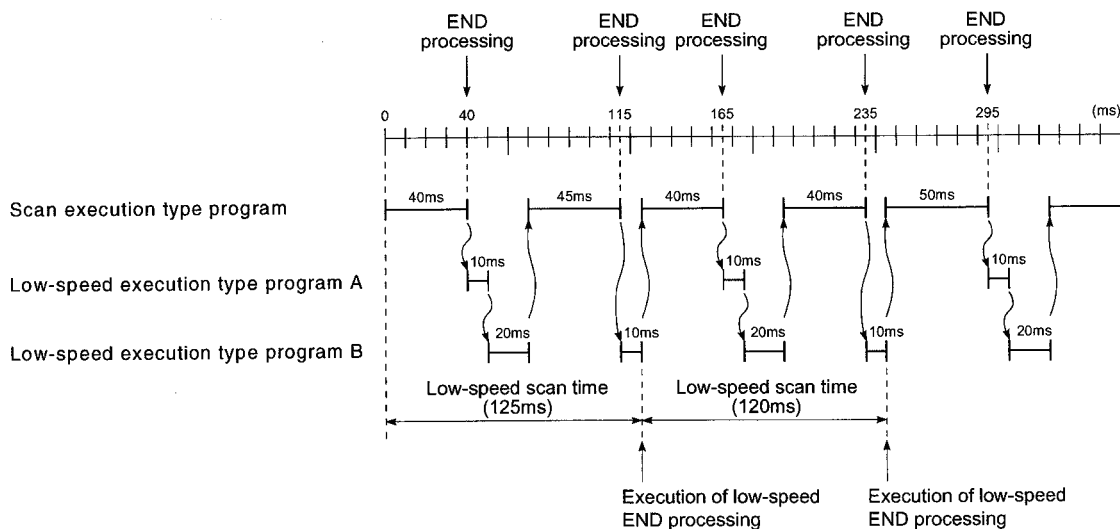 END processing
END processing
END processing
END processing
END processing
0 40 115 165 235 295 (ms)
Scan execution type program
40ms 45ms 40ms 40ms 50ms
Low-speed execution type program A
10ms 10ms 10ms
Low-speed execution type program B
20ms 10ms 20ms 10ms 20ms
Low-speed scan time
(125ms)
Low-speed scan time
(120ms)
Execution of low-speed
END processing
Execution of low-speed
END processing